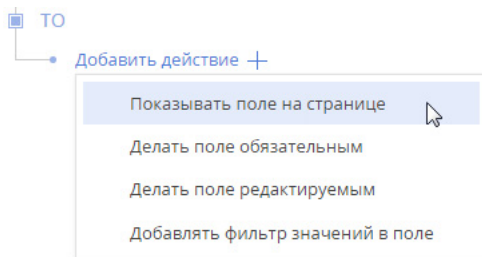 ТО
Добавить действие
Показывать поле на странице
Делать поле обязательным
Делать поле редактируемым
Добавлять фильтр значений в поле